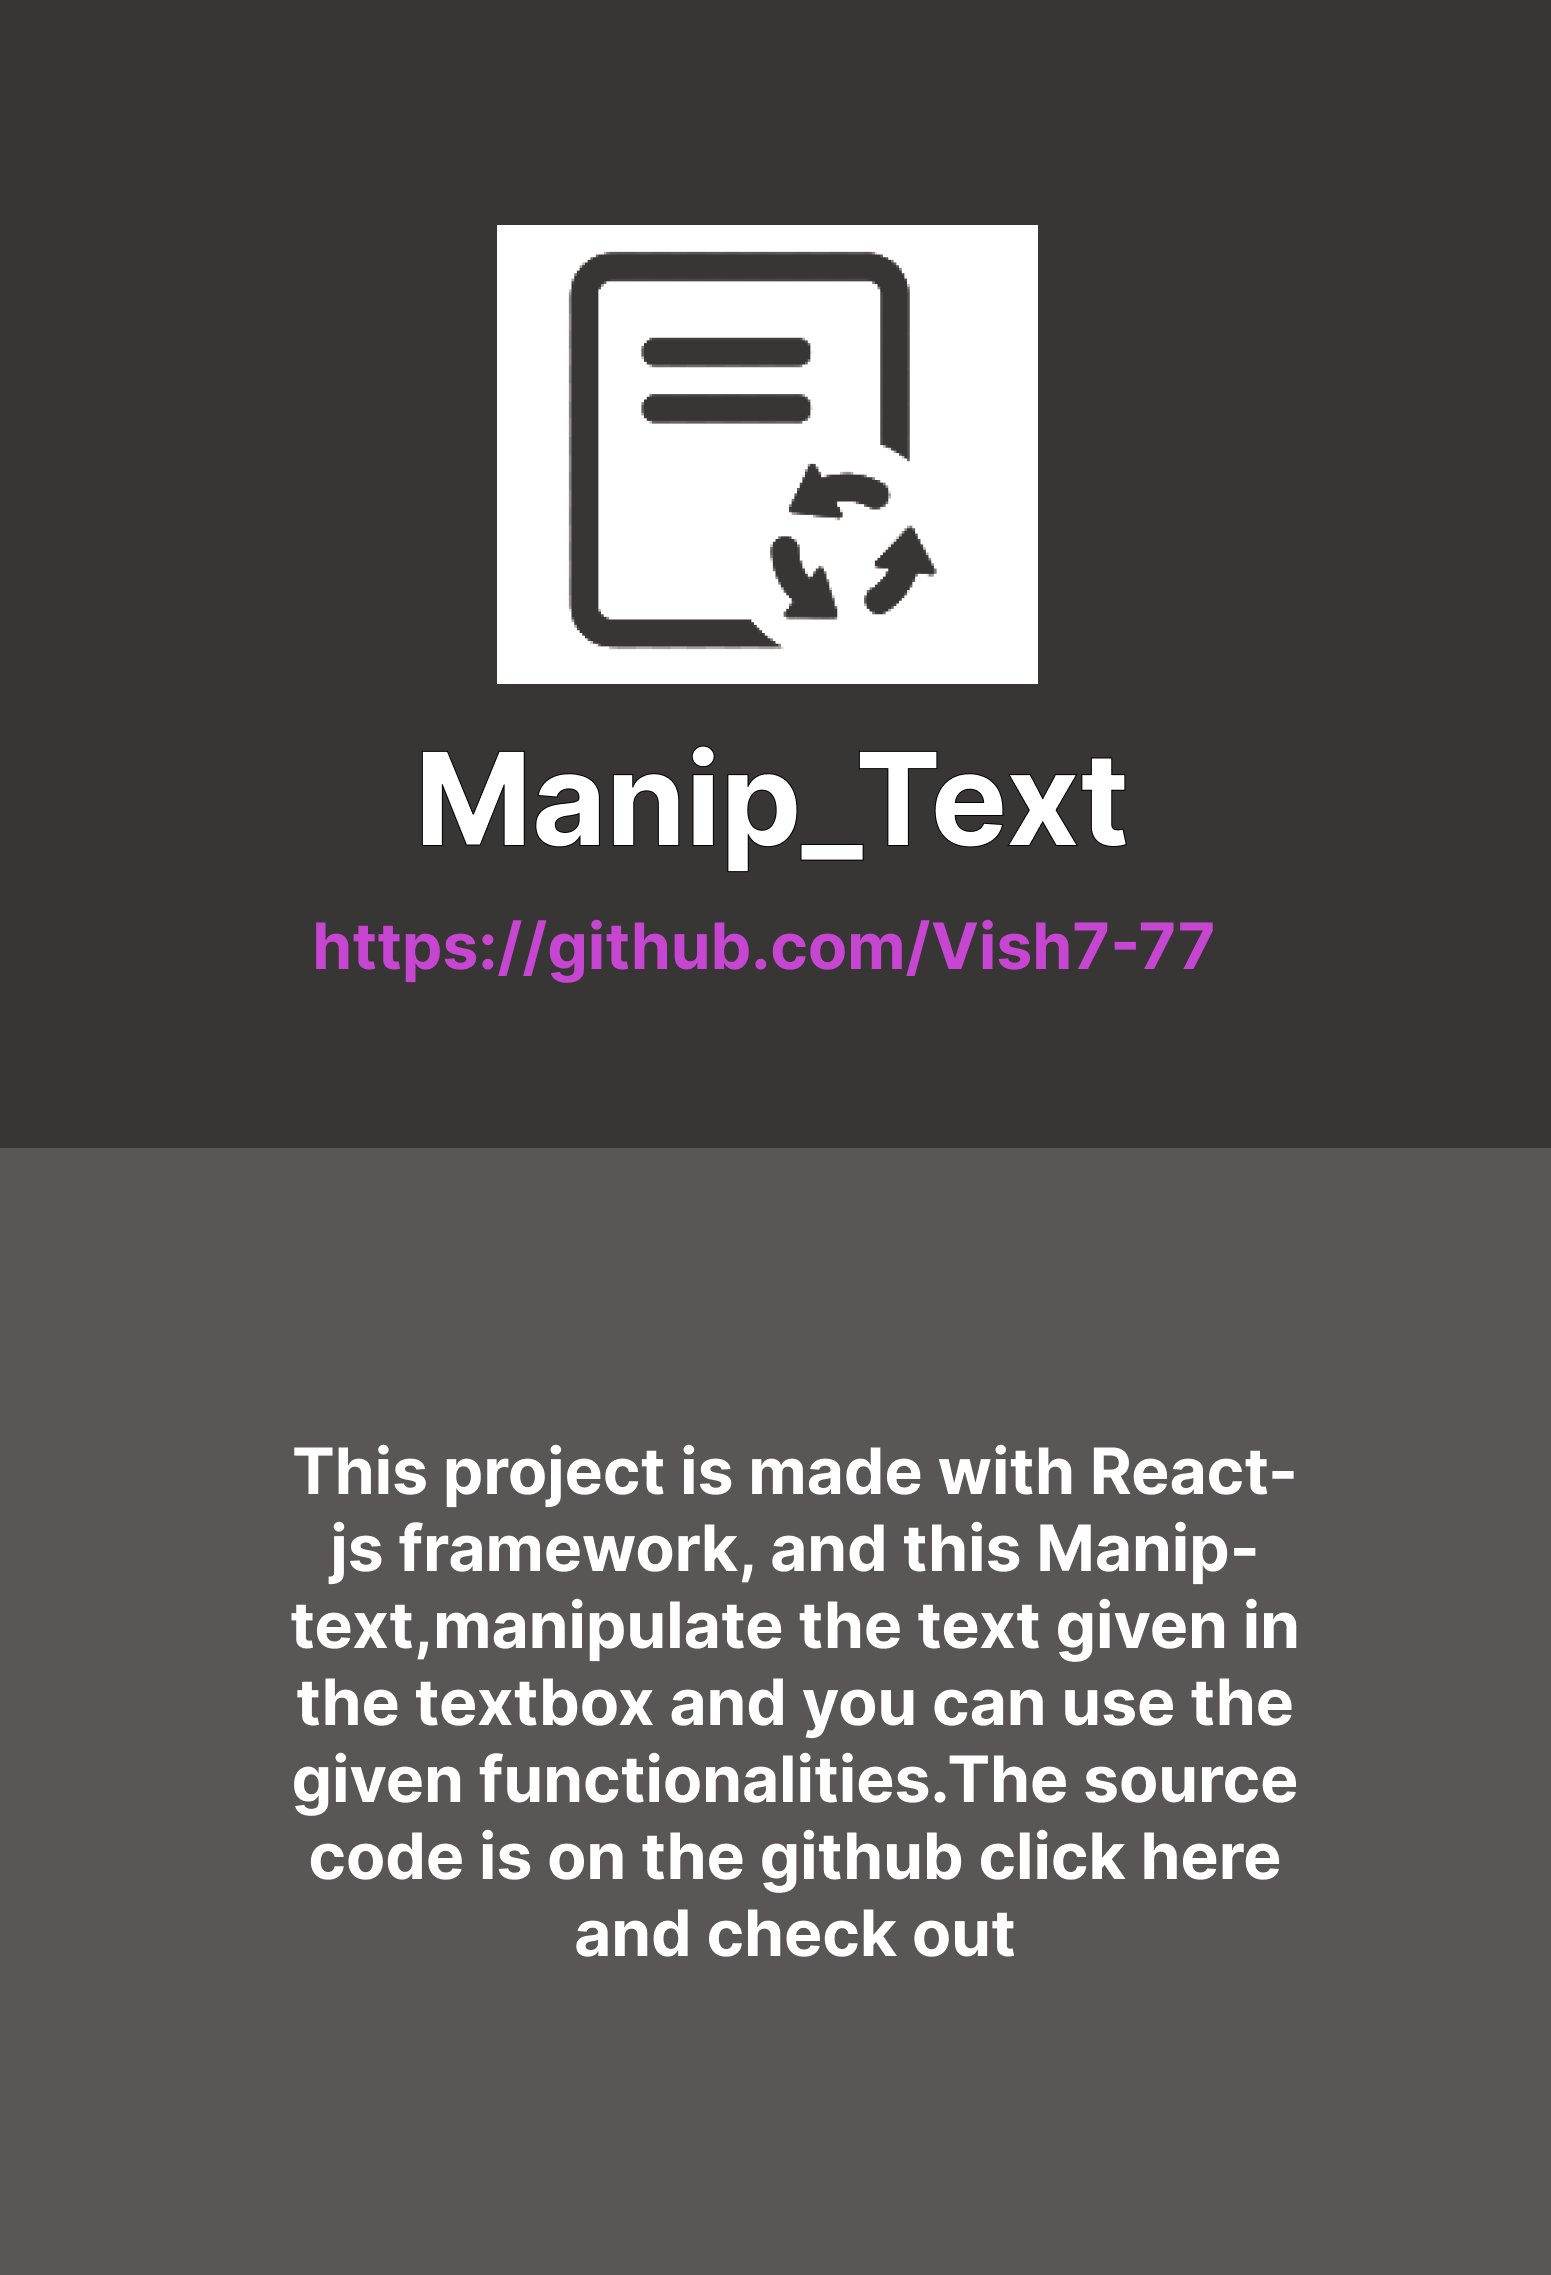 Manip_Text
https://github.com/Vish7-77
This project is made with React-
js framework, and this Manip-
text,manipulate the text given in
the textbox and you can use the
given functionalities.The source
code is on the github click here
and check out